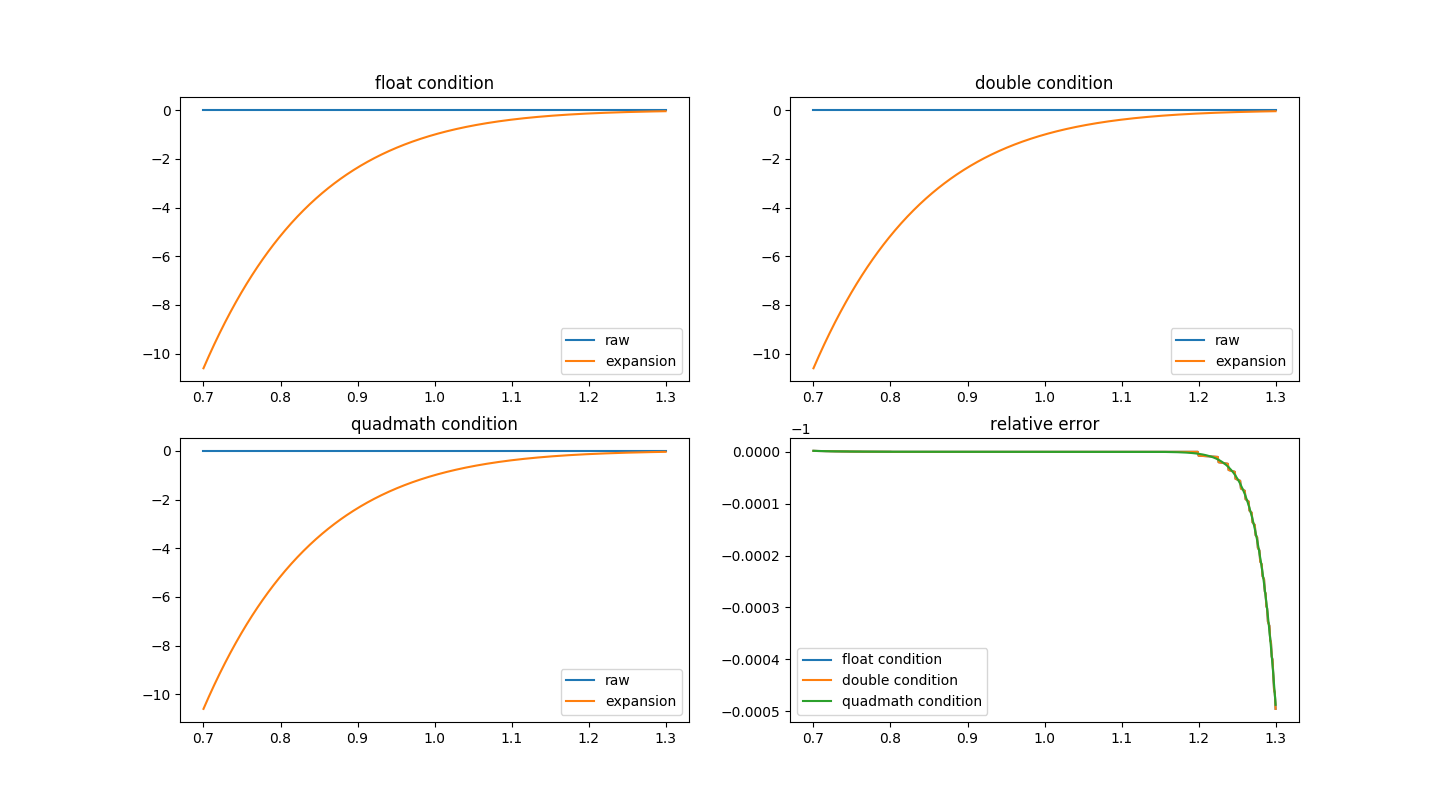 float condition
0
−2
−4
−6
−8
−10
0.7 0.8 0.9 1.0 1.1 1.2 1.3
raw
expansion
double condition
0
−2
−4
−6
−8
−10
0.7 0.8 0.9 1.0 1.1 1.2 1.3
raw
expansion
quadmath condition
0
−2
−4
−6
−8
−10
0.7 0.8 0.9 1.0 1.1 1.2 1.3
raw
expansion
relative error
−1
0.0000
−0.0001
−0.0002
−0.0003
−0.0004
−0.0005
0.7 0.8 0.9 1.0 1.1 1.2 1.3
float condition
double condition
quadmath condition